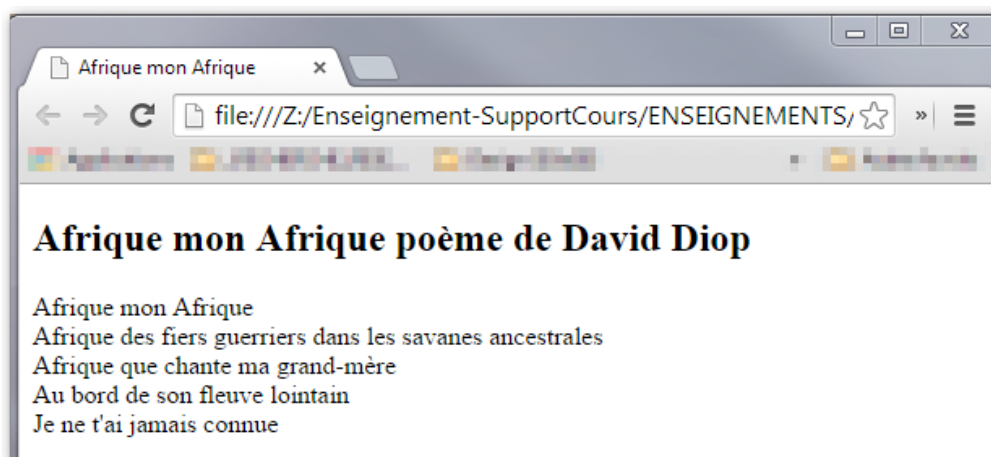 Afrique mon Afrique
file:///Z:/Enseignement-SupportCours/ENSEIGNEMENTS/
Afrique mon Afrique poème de David Diop
Afrique mon Afrique
Afrique des fiers guerriers dans les savanes ancestrales
Afrique que chante ma grand-mère
Au bord de son fleuve lointain
Je ne t'ai jamais connue